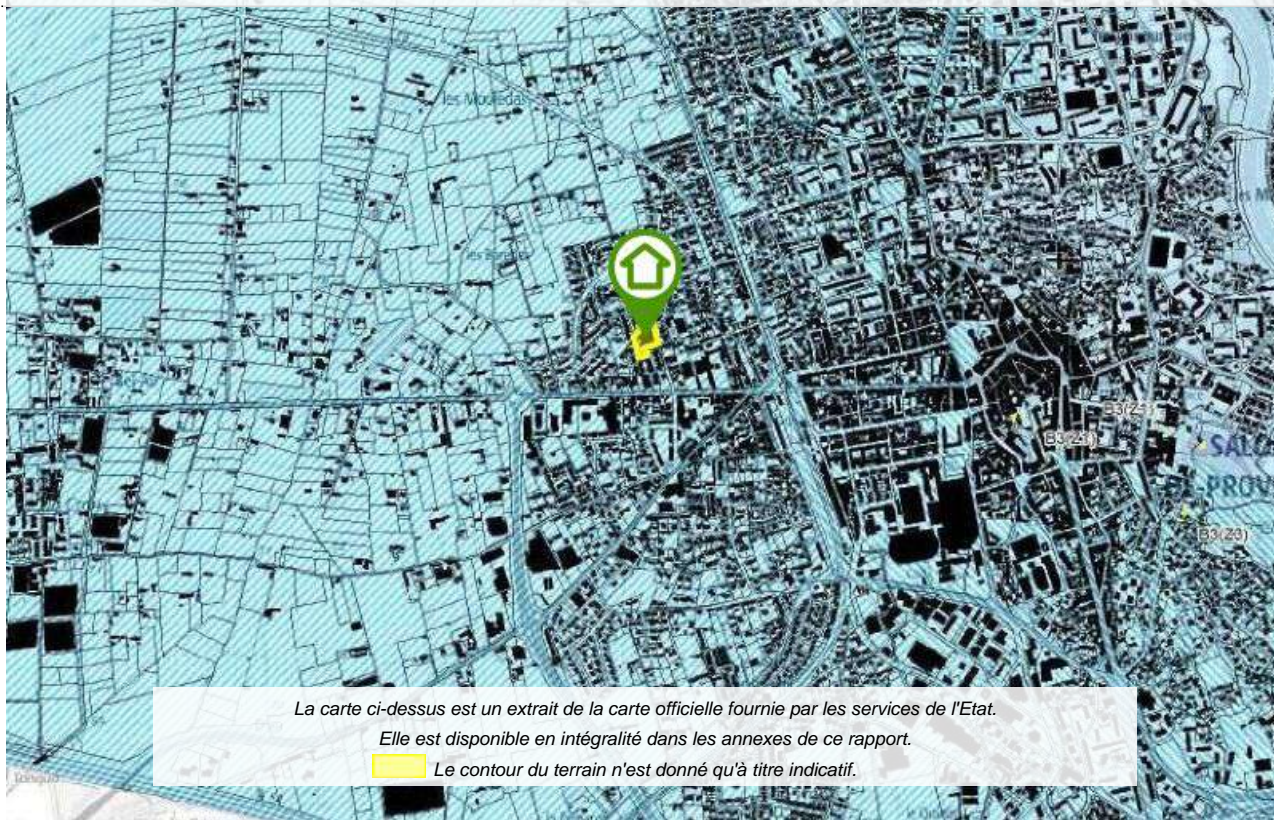 les Mourledas
B3(Z1)
B3(Z1)
SALO
PROV
B3(Z3)
La carte ci-dessus est un extrait de la carte officielle fournie par les services de l'Etat.
Elle est disponible en intégralité dans les annexes de ce rapport.
Le contour du terrain n'est donné qu'à titre indicatif.